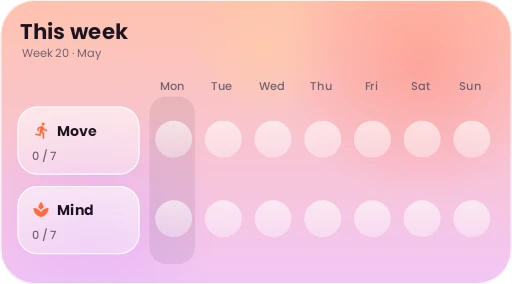 This week
Week 20 · May
Mon Tue Wed Thu Fri Sat Sun
Move
0 / 7
Mind
0 / 7